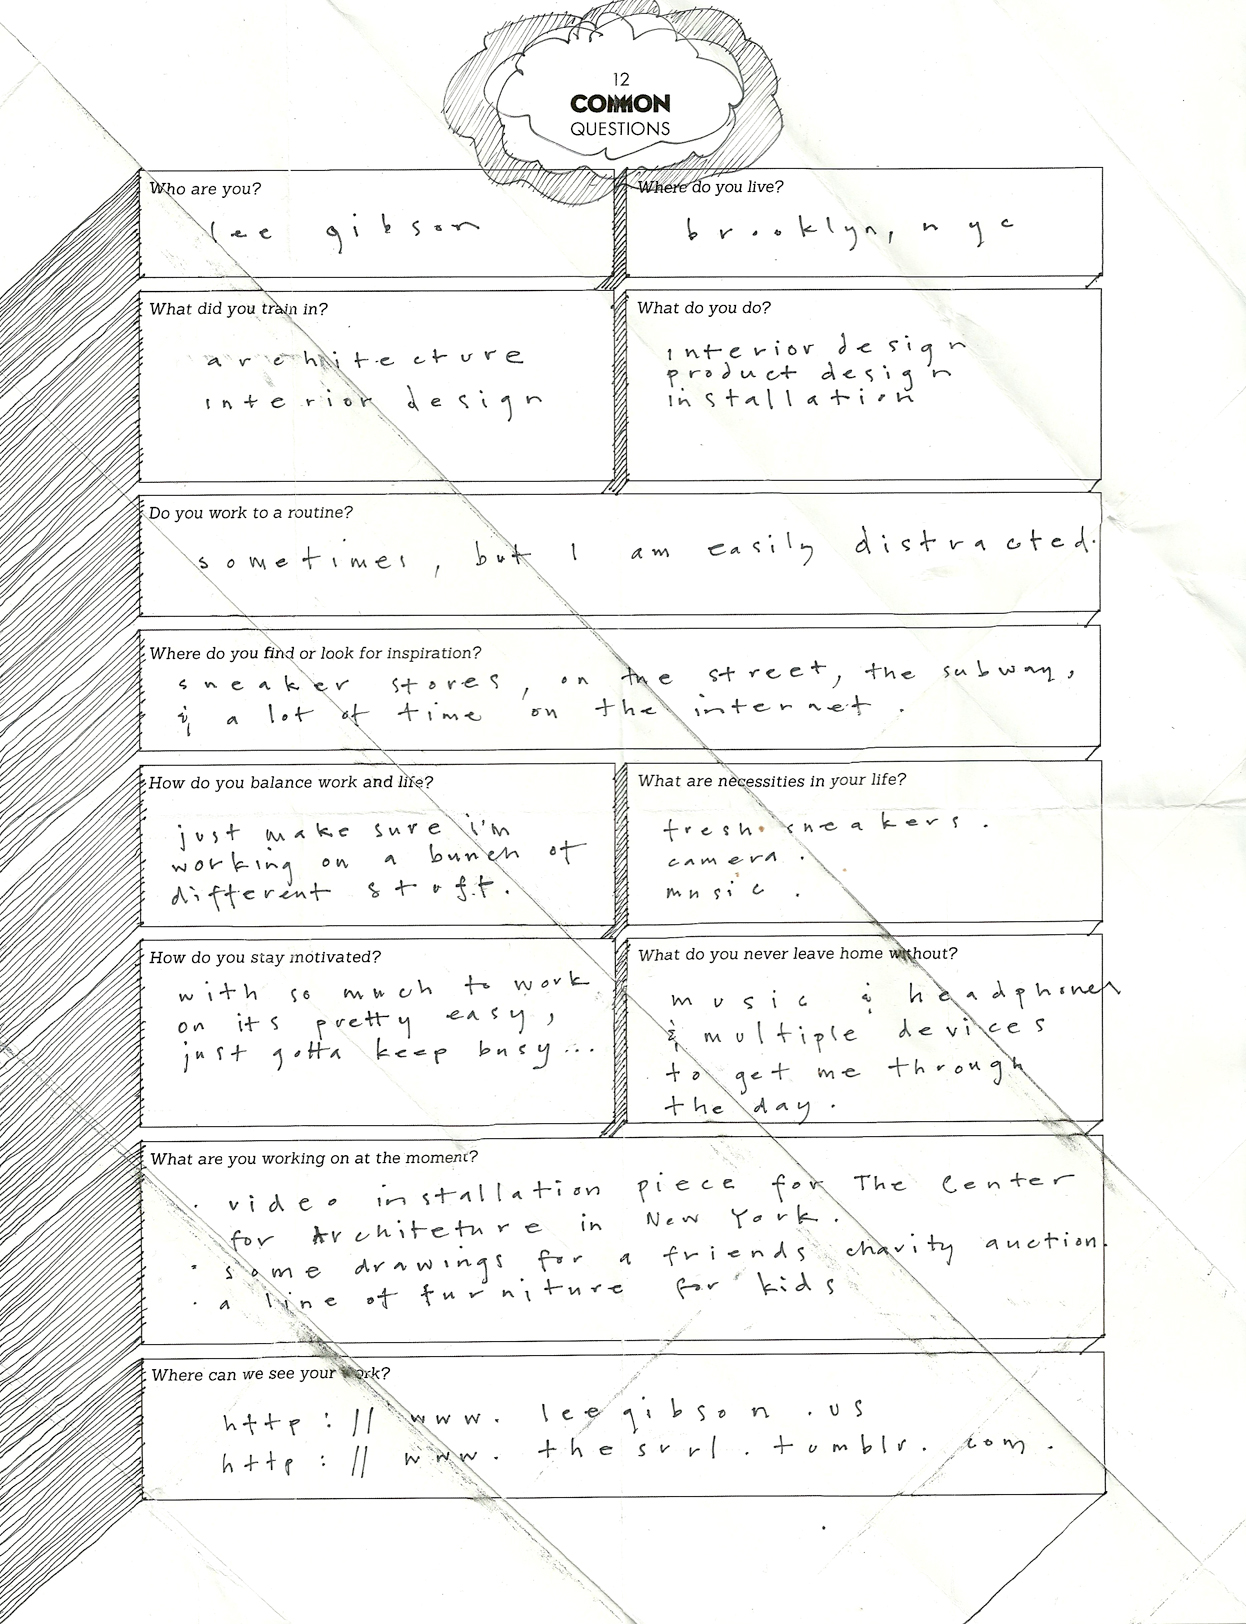 12
COMMON
QUESTIONS
Who are you?
lee gibson
Where do you live?
brooklyn, nyc
What did you train in?
architecture
interior design
What do you do?
interior design
product design
installation
Do you work to a routine?
sometimes, but I am easily distracted.
Where do you find or look for inspiration?
sneaker stores, on the street, the subway,
& a lot of time on the internet.
How do you balance work and life?
just make sure i'm
working on a bunch of
different stuff.
What are necessities in your life?
fresh sneakers.
camera.
music.
How do you stay motivated?
with so much to work
on its pretty easy,
just gotta keep busy...
What do you never leave home without?
music & headphones
& multiple devices
to get me through
the day.
What are you working on at the moment?
· video installation piece for The Center
for Architeture in New York.
· some drawings for a friends charity auction.
· a line of furniture for kids
Where can we see your work?
http://www.leegibson.us
http://www.thesurl.tumblr.com.